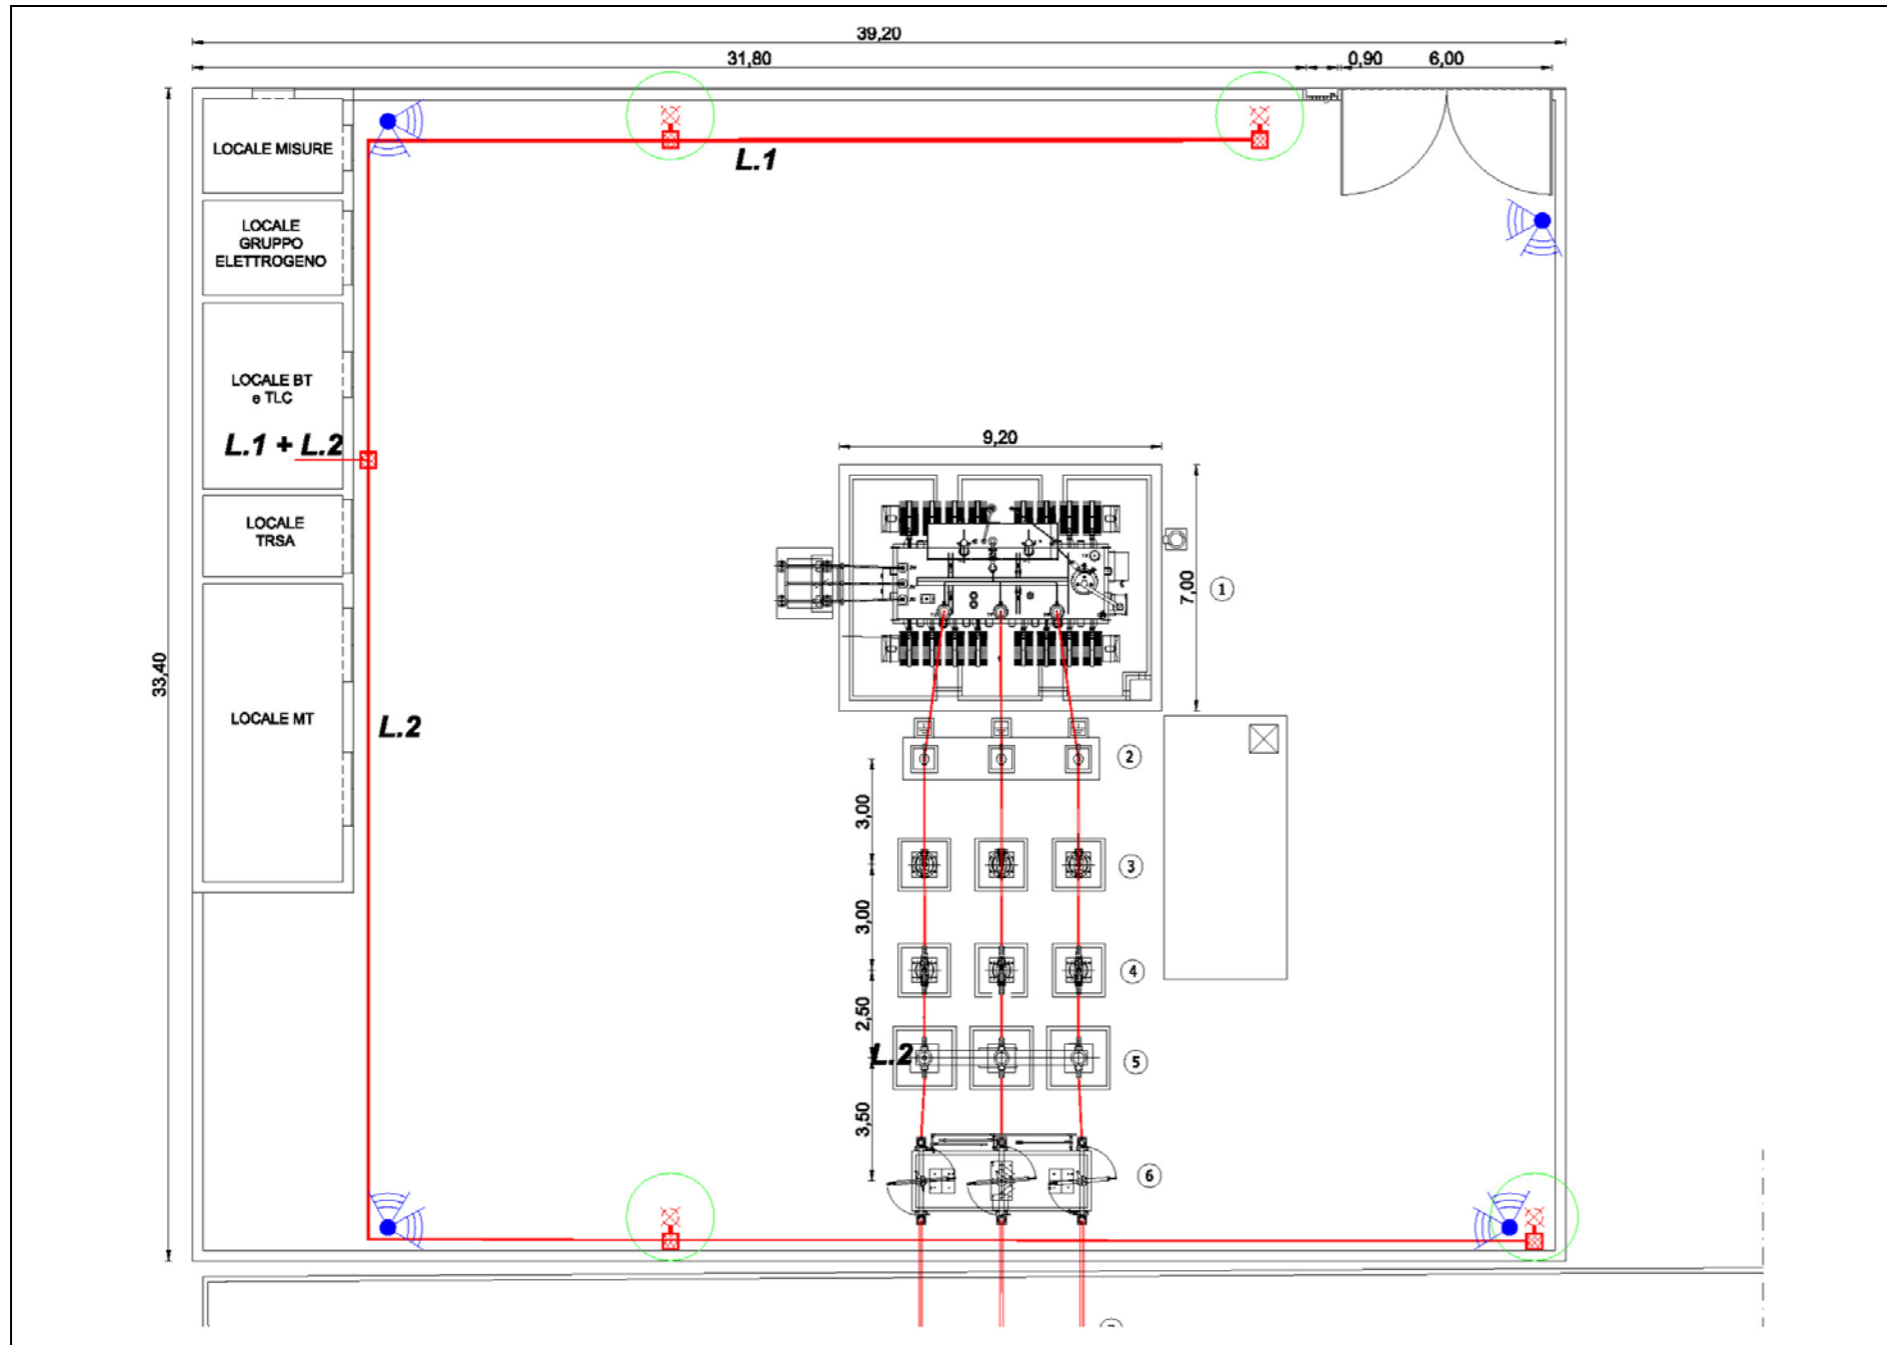 39,20
31,80
0,90
6,00
LOCALE MISURE
L.1
LOCALE
GRUPPO
ELETTROGENO
LOCALE BT
e TLC
L.1 + L.2
9,20
LOCALE
TRSA
7,00
1
33,40
LOCALE MT
L.2
2
3,00
3
3,00
4
2,50
L.2
5
3,50
6